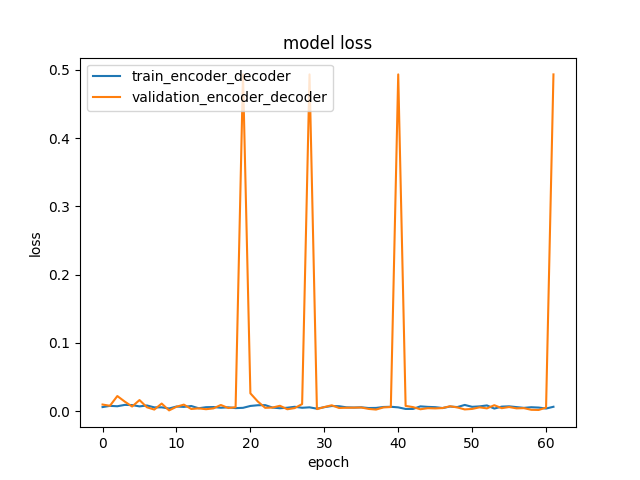 model loss
train_encoder_decoder
validation_encoder_decoder
0.5
0.4
0.3
0.2
0.1
0.0
loss
0 10 20 30 40 50 60
epoch